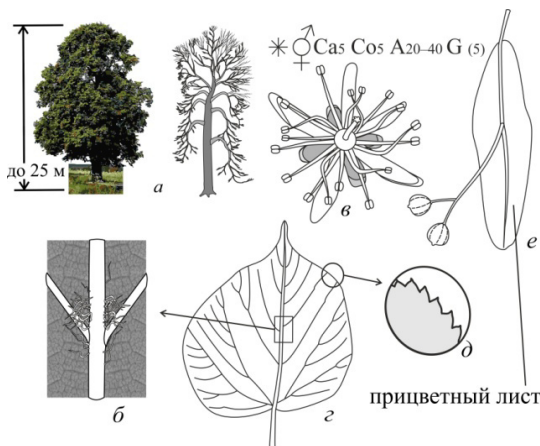 ✳ ⚥ Ca5 Co5 A20–40 G (5)
до 25 м
а
в
е
б
г
д
прицветный лист